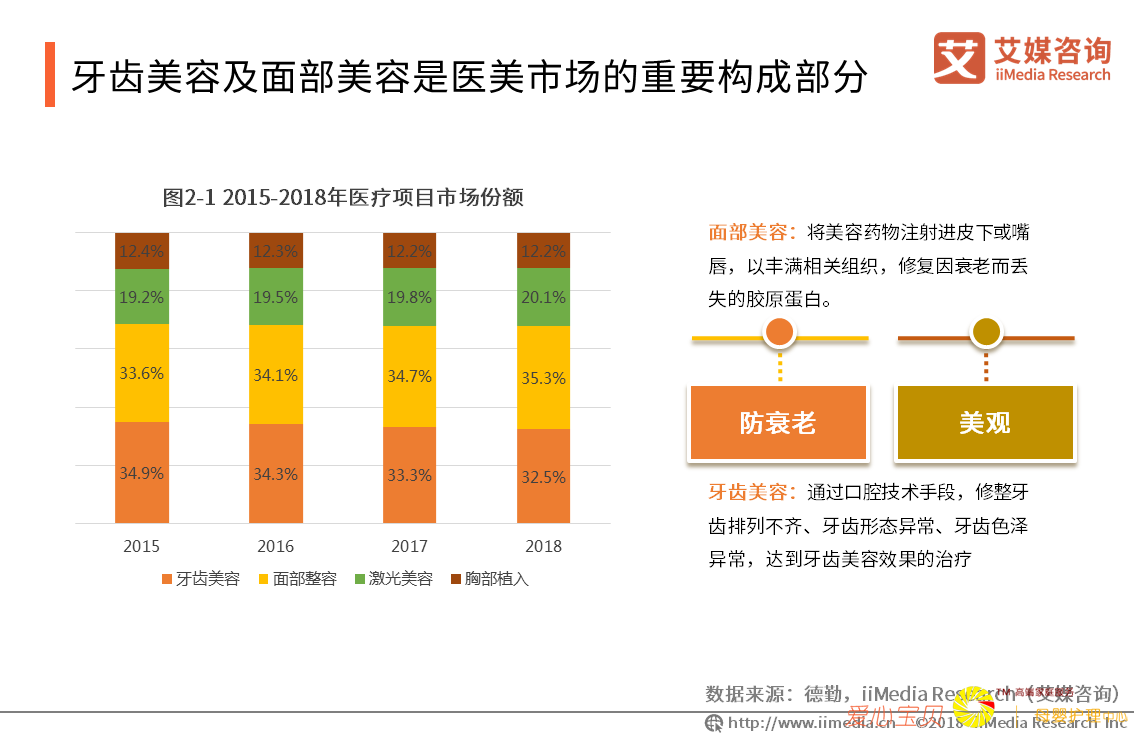 牙齿美容及面部美容是医美市场的重要构成部分
艾媒咨询
iiMedia Research
图2-1 2015-2018年医疗项目市场份额
12.4% 12.3% 12.2% 12.2%
19.2% 19.5% 19.8% 20.1%
33.6% 34.1% 34.7% 35.3%
34.9% 34.3% 33.3% 32.5%
2015 2016 2017 2018
牙齿美容 面部整容 激光美容 胸部植入
面部美容：将美容药物注射进皮下或嘴
唇，以丰满相关组织，修复因衰老而丢
失的胶原蛋白。
防衰老 美观
牙齿美容：通过口腔技术手段，修整牙
齿排列不齐、牙齿形态异常、牙齿色泽
异常，达到牙齿美容效果的治疗
数据来源：德勤，iiMedia Research（艾媒咨询）
http://www.iimedia.cn ©2018 iiMedia Research Inc
爱心宝贝
母婴护理中心